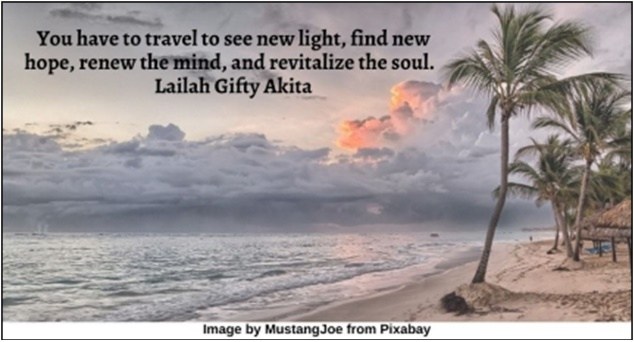 You have to travel to see new light, find new
hope, renew the mind, and revitalize the soul.
Lailah Gifty Akita
Image by MustangJoe from Pixabay